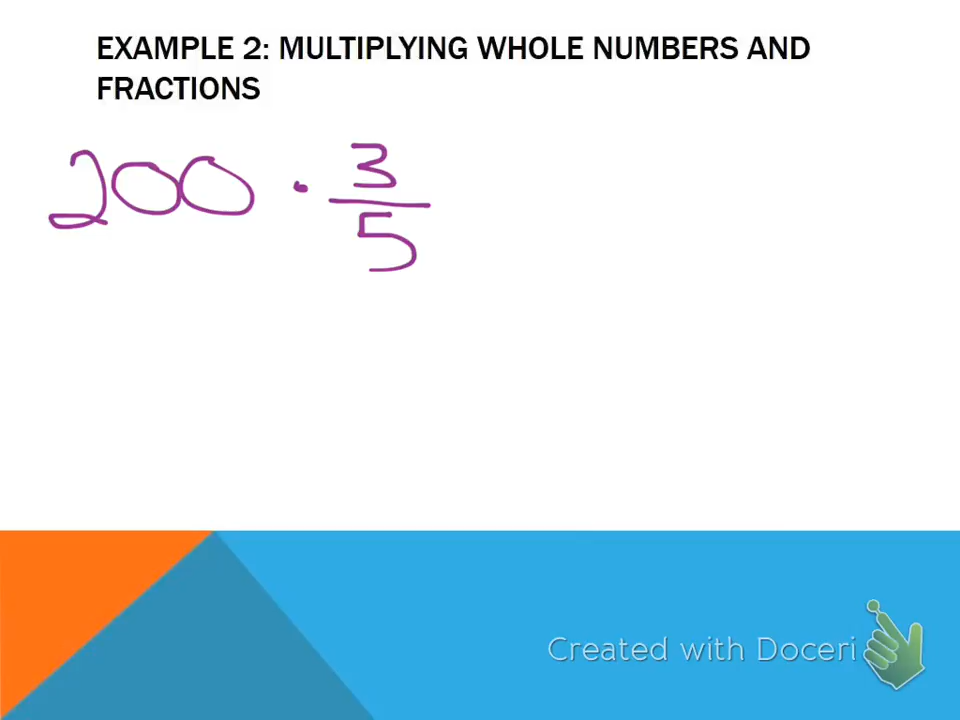 EXAMPLE 2: MULTIPLYING WHOLE NUMBERS AND
FRACTIONS
200 · 3/5
Created with Doceri